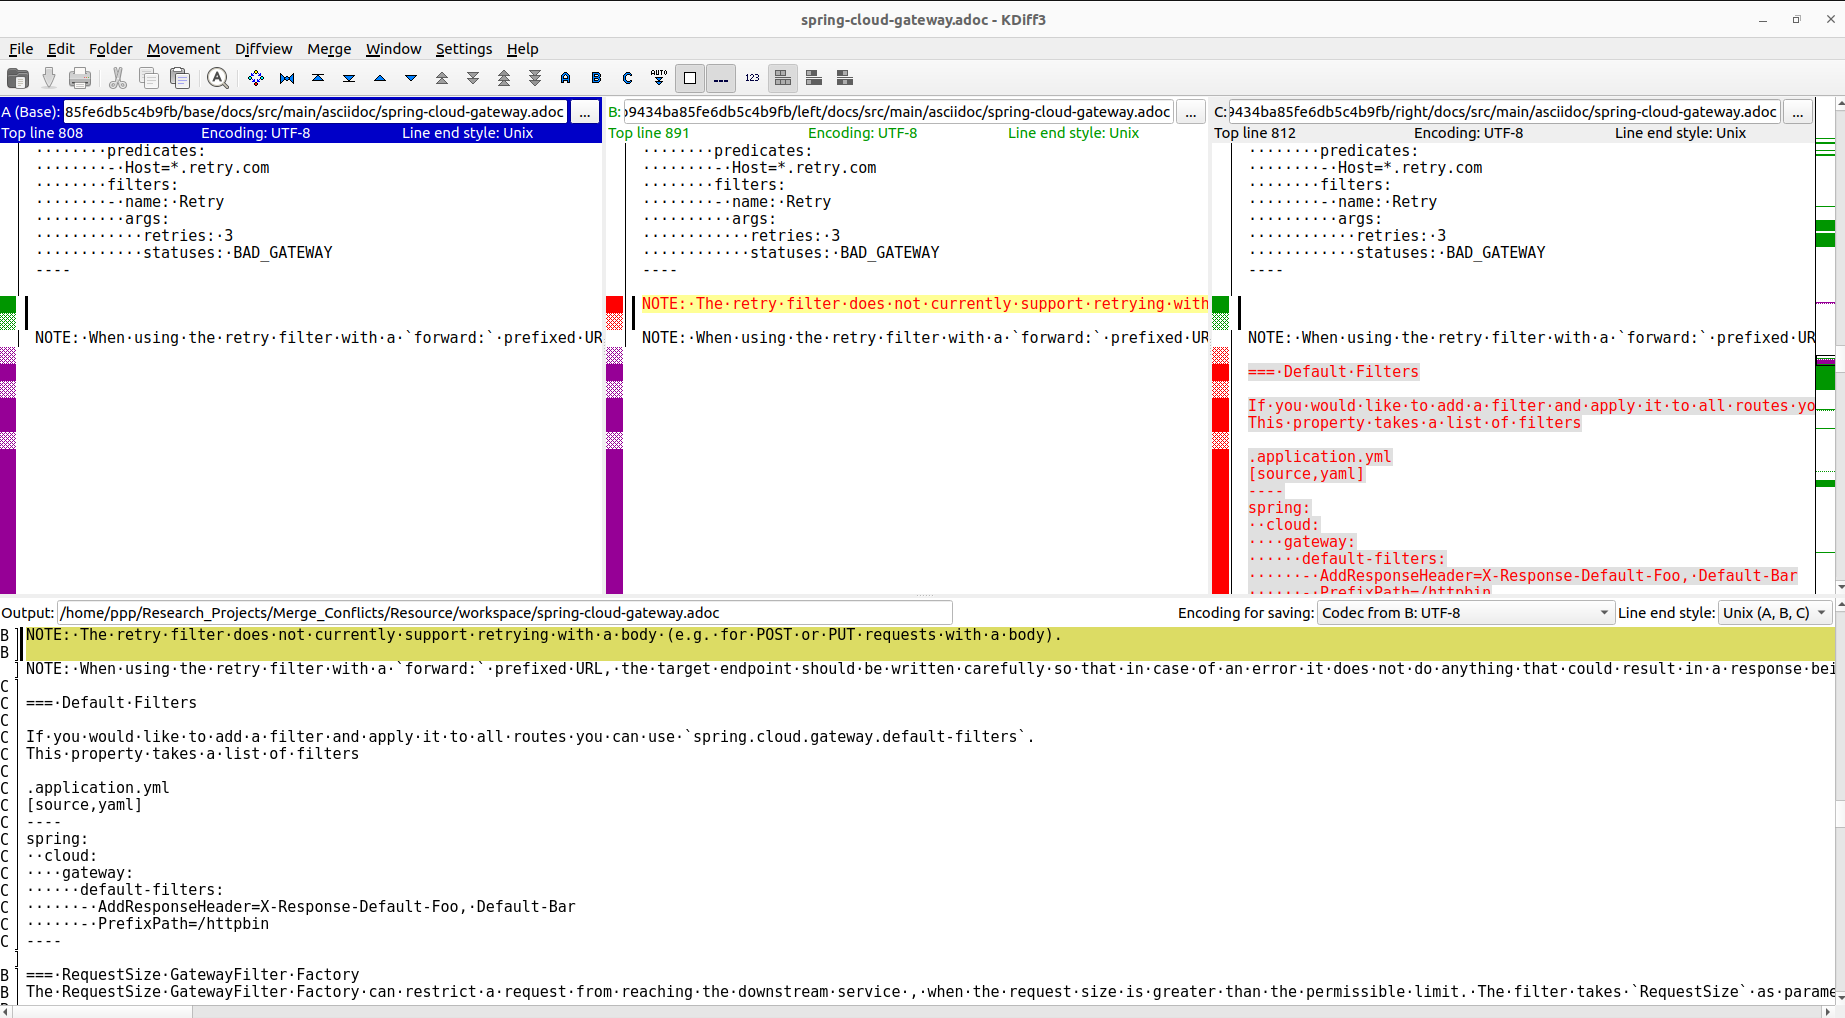 spring-cloud-gateway.adoc - KDiff3
File Edit Folder Movement Diffview Merge Window Settings Help
A B C AUTO 123
A (Base): 85fe6db5c4b9fb/base/docs/src/main/asciidoc/spring-cloud-gateway.adoc ...
Top line 808 Encoding: UTF-8 Line end style: Unix
········predicates:
········-·Host=*.retry.com
········filters:
········-·name:·Retry
··········args:
············retries:·3
············statuses:·BAD_GATEWAY
----
NOTE:·When·using·the·retry·filter·with·a·`forward:`·prefixed·UR
B: 9434ba85fe6db5c4b9fb/left/docs/src/main/asciidoc/spring-cloud-gateway.adoc ...
Top line 891 Encoding: UTF-8 Line end style: Unix
········predicates:
········-·Host=*.retry.com
········filters:
········-·name:·Retry
··········args:
············retries:·3
············statuses:·BAD_GATEWAY
----
NOTE:·The·retry·filter·does·not·currently·support·retrying·with
NOTE:·When·using·the·retry·filter·with·a·`forward:`·prefixed·UR
C: 9434ba85fe6db5c4b9fb/right/docs/src/main/asciidoc/spring-cloud-gateway.adoc ...
Top line 812 Encoding: UTF-8 Line end style: Unix
········predicates:
········-·Host=*.retry.com
········filters:
········-·name:·Retry
··········args:
············retries:·3
············statuses:·BAD_GATEWAY
----
NOTE:·When·using·the·retry·filter·with·a·`forward:`·prefixed·UR
===·Default·Filters
If·you·would·like·to·add·a·filter·and·apply·it·to·all·routes·yo
This·property·takes·a·list·of·filters
.application.yml
[source,yaml]
----
spring:
··cloud:
····gateway:
······default-filters:
······-·AddResponseHeader=X-Response-Default-Foo,·Default-Bar
······-·PrefixPath=/httpbin
Output: /home/ppp/Research_Projects/Merge_Conflicts/Resource/workspace/spring-cloud-gateway.adoc Encoding for saving: Codec from B: UTF-8 Line end style: Unix (A, B, C)
B NOTE:·The·retry·filter·does·not·currently·support·retrying·with·a·body·(e.g.·for·POST·or·PUT·requests·with·a·body).
B
NOTE:·When·using·the·retry·filter·with·a·`forward:`·prefixed·URL,·the·target·endpoint·should·be·written·carefully·so·that·in·case·of·an·error·it·does·not·do·anything·that·could·result·in·a·response·bei
C
C ===·Default·Filters
C
C If·you·would·like·to·add·a·filter·and·apply·it·to·all·routes·you·can·use·`spring.cloud.gateway.default-filters`.
C This·property·takes·a·list·of·filters
C
C .application.yml
C [source,yaml]
C ----
C spring:
C ··cloud:
C ····gateway:
C ······default-filters:
C ······-·AddResponseHeader=X-Response-Default-Foo,·Default-Bar
C ······-·PrefixPath=/httpbin
C ----
B ===·RequestSize·GatewayFilter·Factory
B The·RequestSize·GatewayFilter·Factory·can·restrict·a·request·from·reaching·the·downstream·service·,·when·the·request·size·is·greater·than·the·permissible·limit.·The·filter·takes·`RequestSize`·as·parame